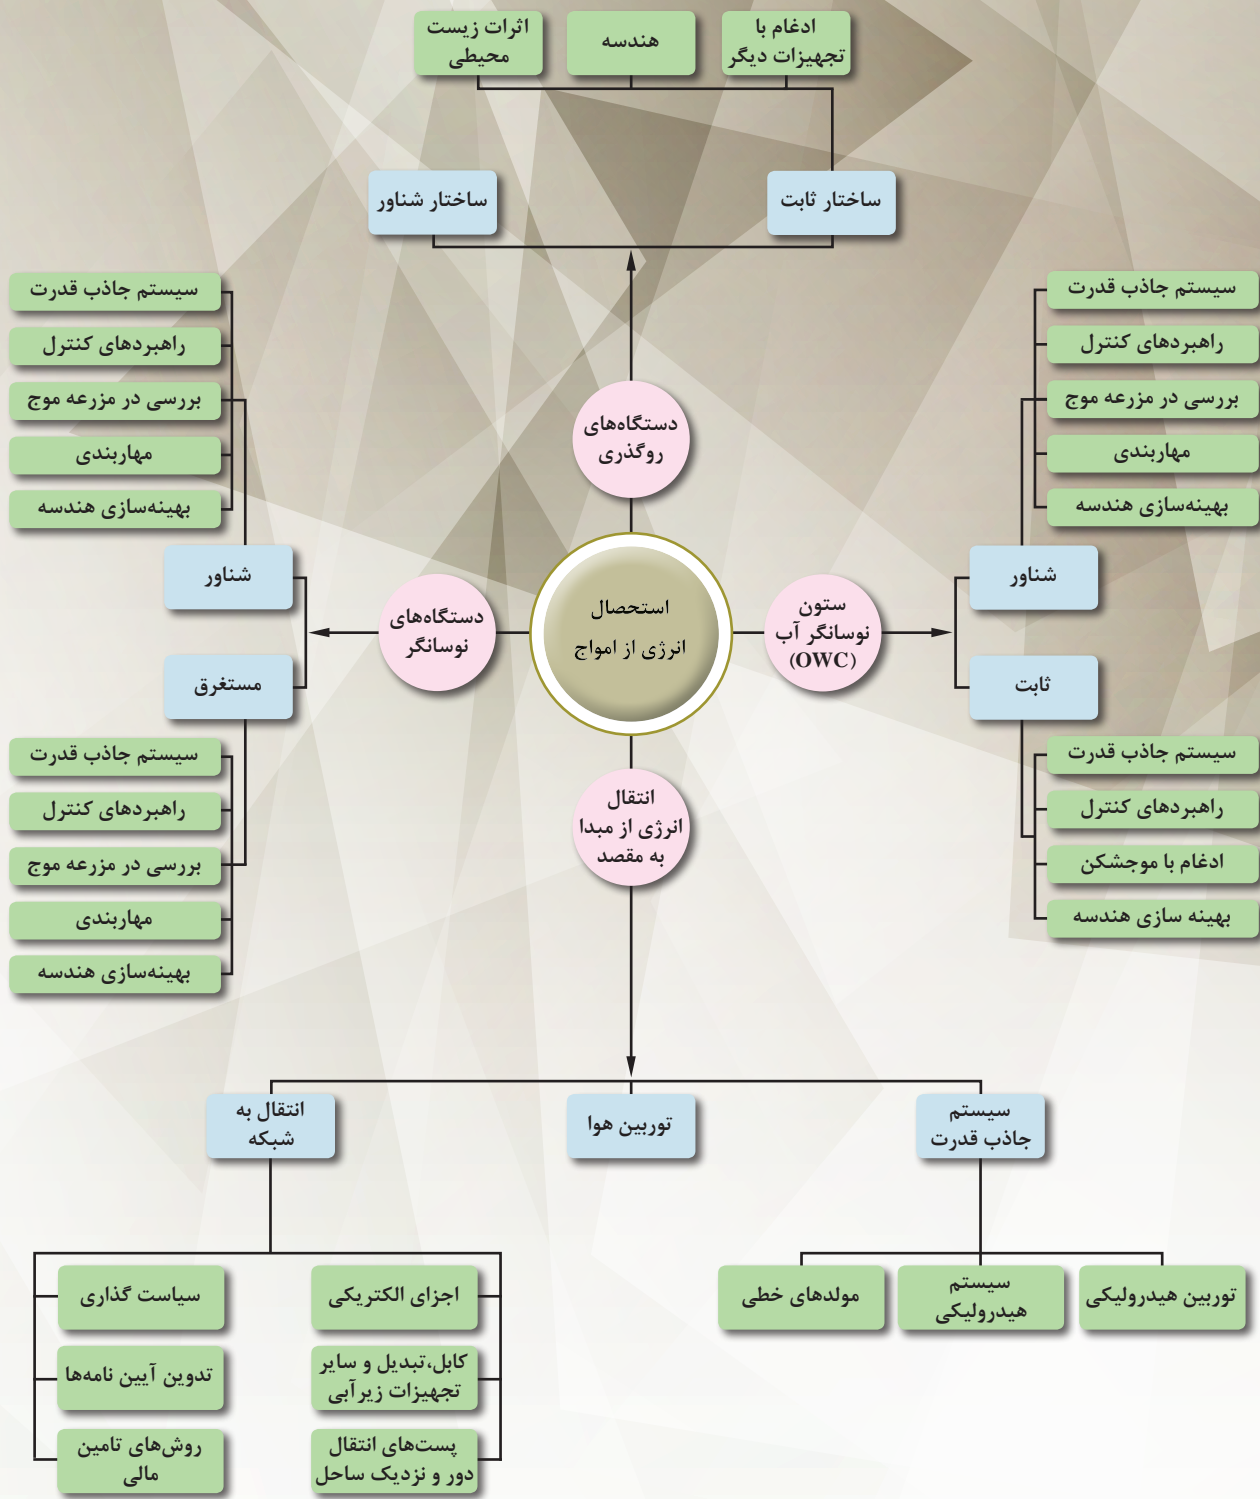 ادغام با
تجهیزات دیگر
هندسه
اثرات زیست
محیطی
ساختار ثابت
ساختار شناور
دستگاه‌های
روگذری
سیستم جاذب قدرت
راهبردهای کنترل
بررسی در مزرعه موج
مهاربندی
بهینه‌سازی هندسه
شناور
ثابت
سیستم جاذب قدرت
راهبردهای کنترل
ادغام با موجشکن
بهینه سازی هندسه
ستون
نوسانگر آب
(OWC)
استحصال
انرژی از امواج
دستگاه‌های
نوسانگر
سیستم جاذب قدرت
راهبردهای کنترل
بررسی در مزرعه موج
مهاربندی
بهینه‌سازی هندسه
شناور
مستغرق
سیستم جاذب قدرت
راهبردهای کنترل
بررسی در مزرعه موج
مهاربندی
بهینه‌سازی هندسه
انتقال
انرژی از مبدا
به مقصد
سیستم
جاذب قدرت
توربین هوا
انتقال به
شبکه
توربین هیدرولیکی
سیستم
هیدرولیکی
مولدهای خطی
اجزای الکتریکی
کابل،تبدیل و سایر
تجهیزات زیرآبی
پست‌های انتقال
دور و نزدیک ساحل
سیاست گذاری
تدوین آیین نامه‌ها
روش‌های تامین
مالی